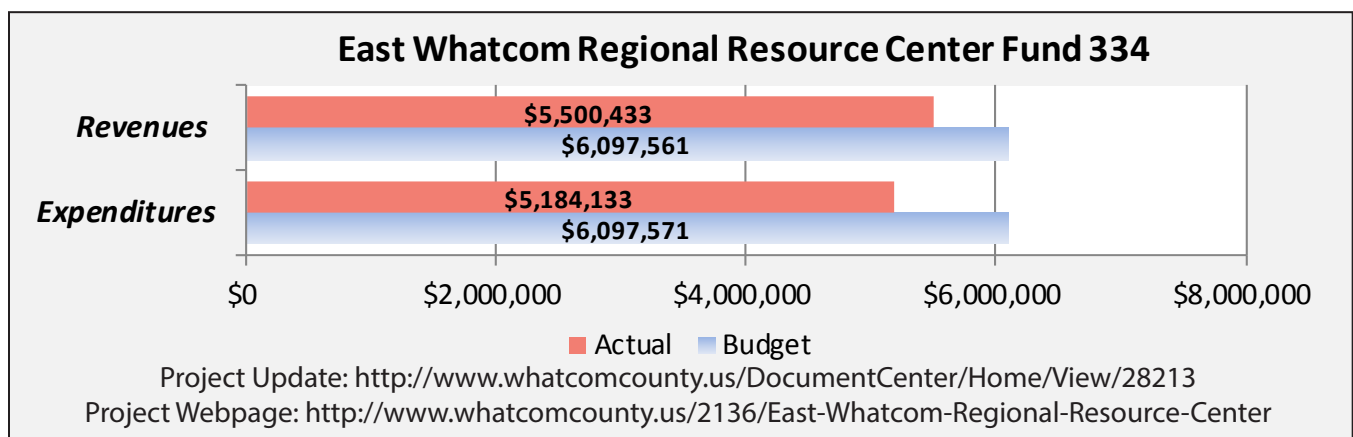 East Whatcom Regional Resource Center Fund 334
Revenues
$5,500,433
$6,097,561
Expenditures
$5,184,133
$6,097,571
$0 $2,000,000 $4,000,000 $6,000,000 $8,000,000
Actual Budget
Project Update: http://www.whatcomcounty.us/DocumentCenter/Home/View/28213
Project Webpage: http://www.whatcomcounty.us/2136/East-Whatcom-Regional-Resource-Center